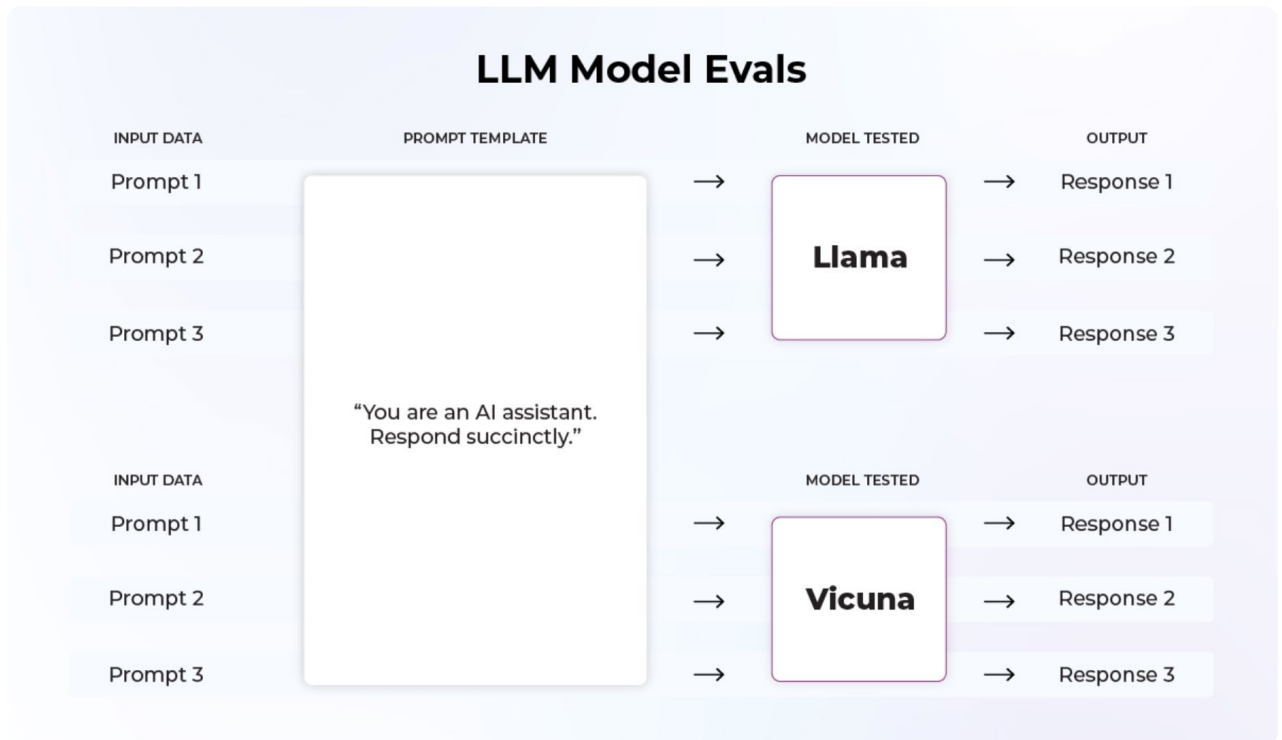 LLM Model Evals
INPUT DATA
PROMPT TEMPLATE
MODEL TESTED
OUTPUT
Prompt 1
→
→
Response 1
Prompt 2
→
Llama
→
Response 2
Prompt 3
→
→
Response 3
“You are an AI assistant.
Respond succinctly.”
INPUT DATA
MODEL TESTED
OUTPUT
Prompt 1
→
→
Response 1
Prompt 2
→
Vicuna
→
Response 2
Prompt 3
→
→
Response 3